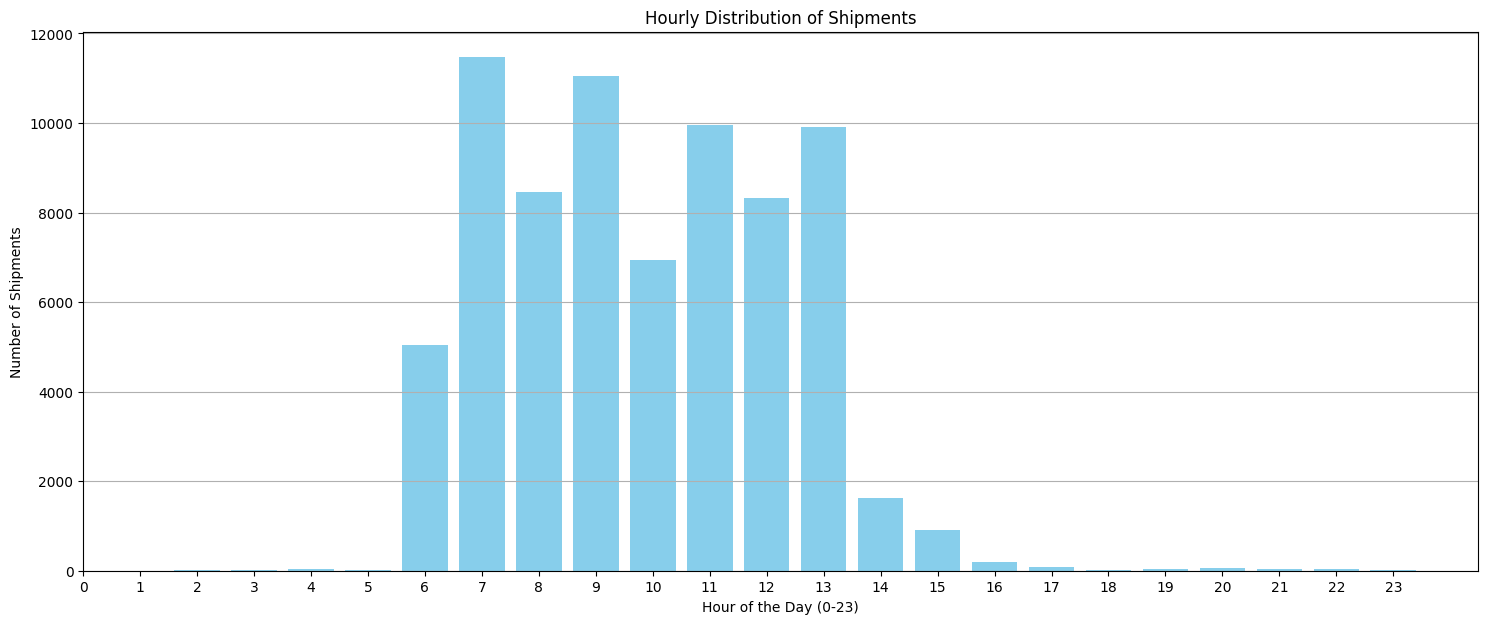 Hourly Distribution of Shipments
12000
10000
8000
6000
4000
2000
0
Number of Shipments
0 1 2 3 4 5 6 7 8 9 10 11 12 13 14 15 16 17 18 19 20 21 22 23
Hour of the Day (0-23)